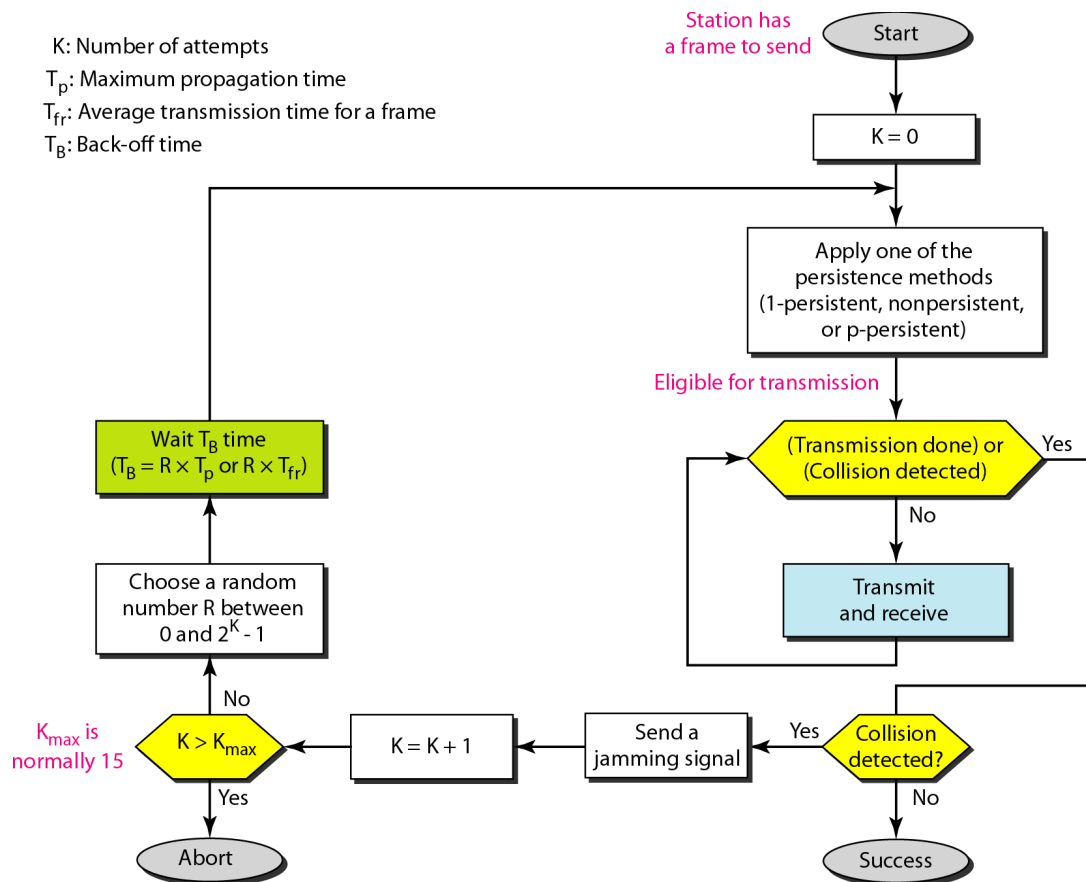 K: Number of attempts
Tp: Maximum propagation time
Tfr: Average transmission time for a frame
TB: Back-off time
Station has
a frame to send
Start
K = 0
Apply one of the
persistence methods
(1-persistent, nonpersistent,
or p-persistent)
Eligible for transmission
(Transmission done) or
(Collision detected)
Yes
No
Transmit
and receive
Wait TB time
(TB = R × Tp or R × Tfr)
Choose a random
number R between
0 and 2^K - 1
No
Kmax is
normally 15
K > Kmax
Yes
Abort
K = K + 1
Send a
jamming signal
Yes
Collision
detected?
No
Success